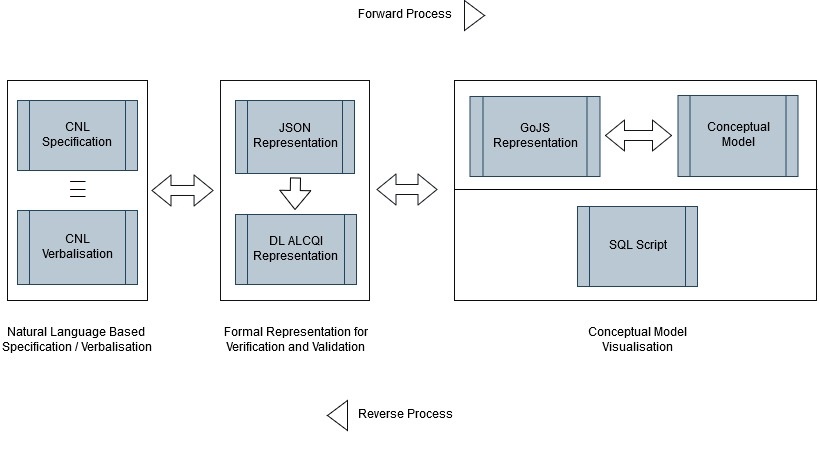 Forward Process
CNL
Specification
CNL
Verbalisation
JSON
Representation
DL ALCQI
Representation
GoJS
Representation
Conceptual
Model
SQL Script
Natural Language Based
Specification / Verbalisation
Formal Representation for
Verification and Validation
Conceptual Model
Visualisation
Reverse Process